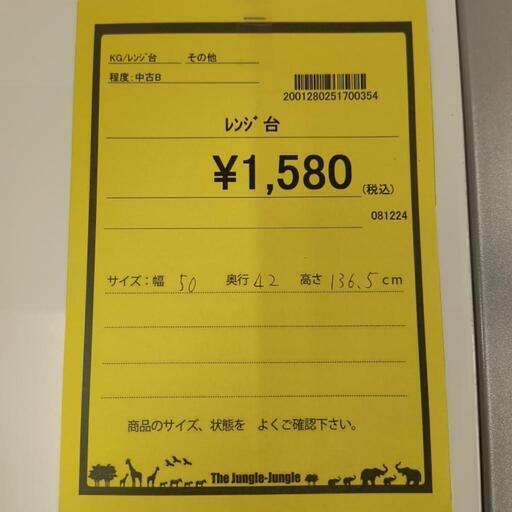 KG/ﾚﾝｼﾞ台 その他
程度:中古B
2001280251700354
ﾚﾝｼﾞ台
¥1,580(税込)
081224
サイズ:幅 50 奥行 42 高さ 136.5cm
商品のサイズ、状態を よくご確認下さい。
The Jungle-Jungle